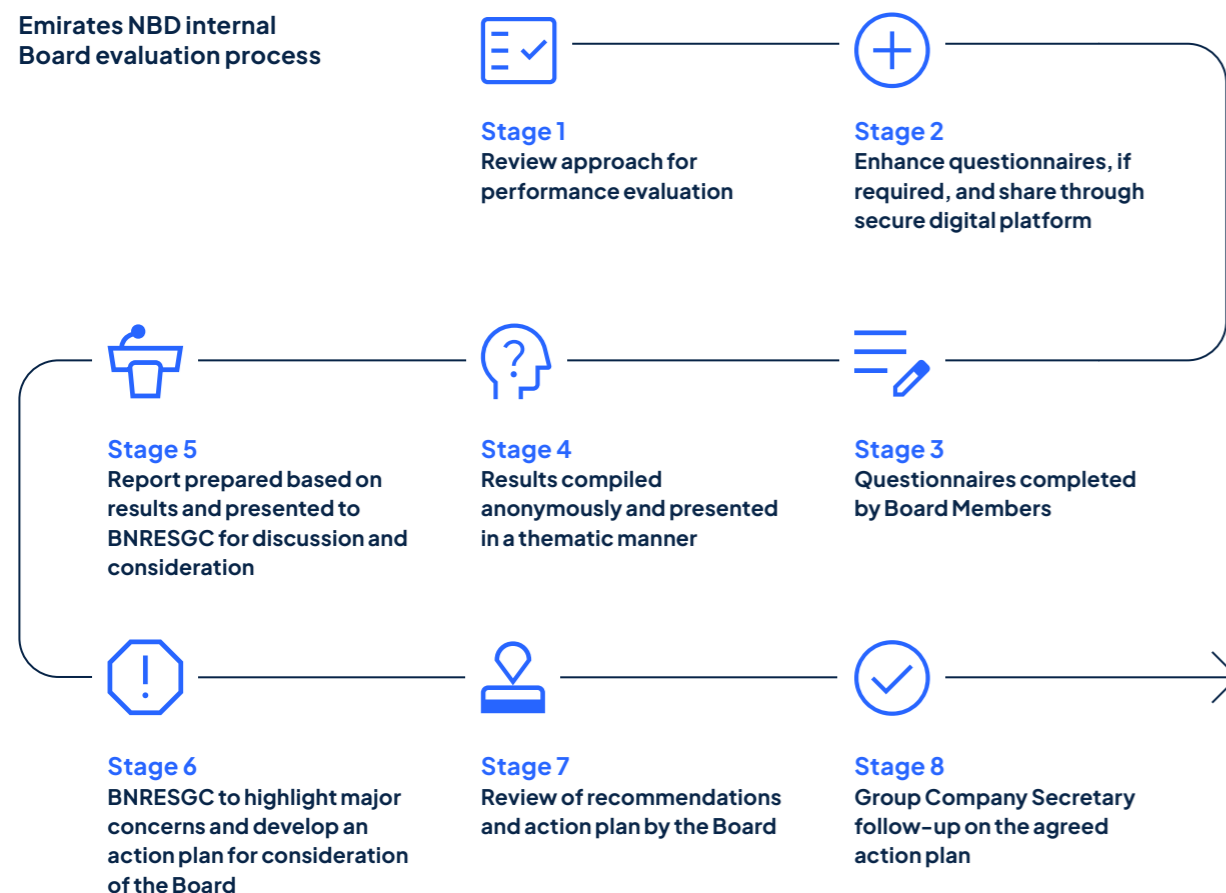 Emirates NBD internal
Board evaluation process
Stage 1
Review approach for
performance evaluation
Stage 2
Enhance questionnaires, if
required, and share through
secure digital platform
Stage 3
Questionnaires completed
by Board Members
Stage 4
Results compiled
anonymously and presented
in a thematic manner
Stage 5
Report prepared based on
results and presented to
BNRESGC for discussion and
consideration
Stage 6
BNRESGC to highlight major
concerns and develop an
action plan for consideration
of the Board
Stage 7
Review of recommendations
and action plan by the Board
Stage 8
Group Company Secretary
follow-up on the agreed
action plan